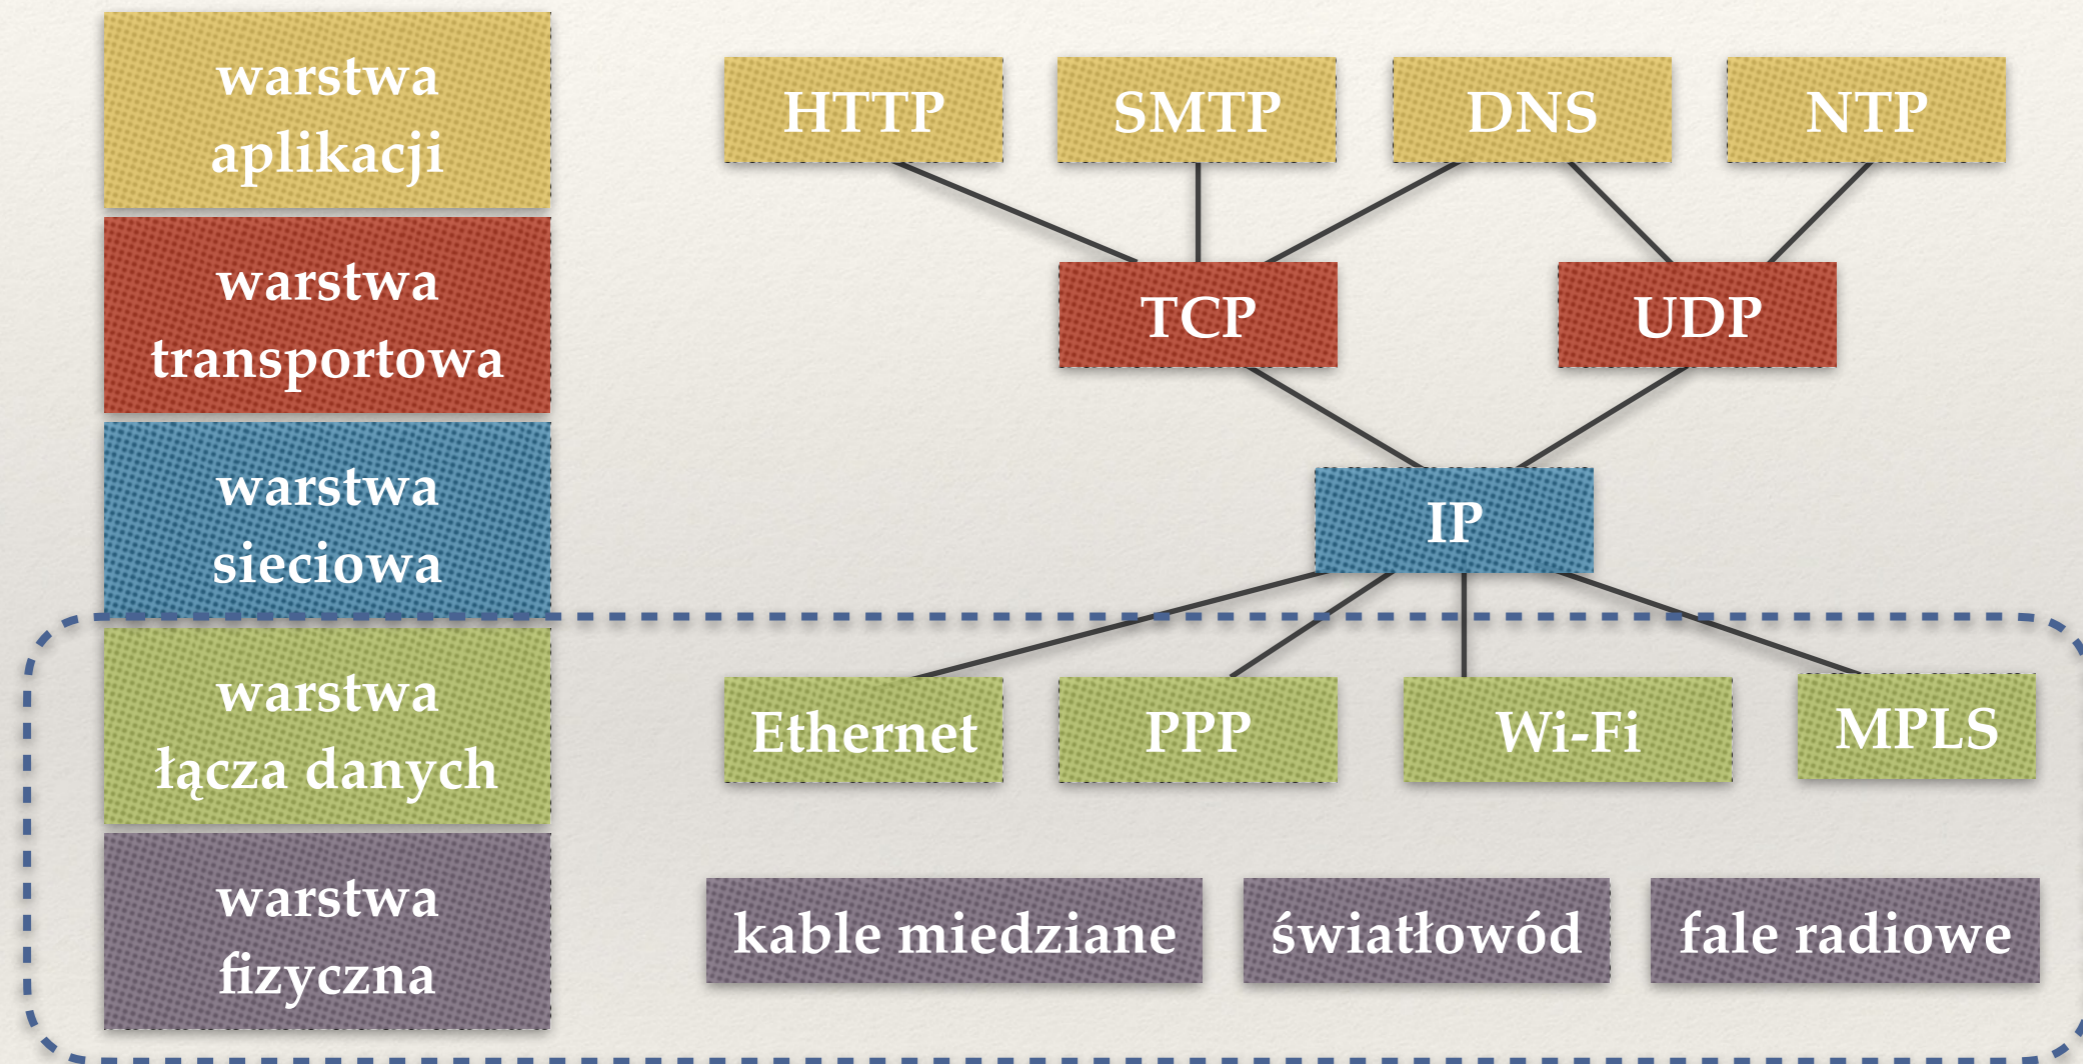 warstwa
aplikacji
HTTP
SMTP
DNS
NTP
warstwa
transportowa
TCP
UDP
warstwa
sieciowa
IP
warstwa
łącza danych
Ethernet
PPP
Wi-Fi
MPLS
warstwa
fizyczna
kable miedziane
światłowód
fale radiowe